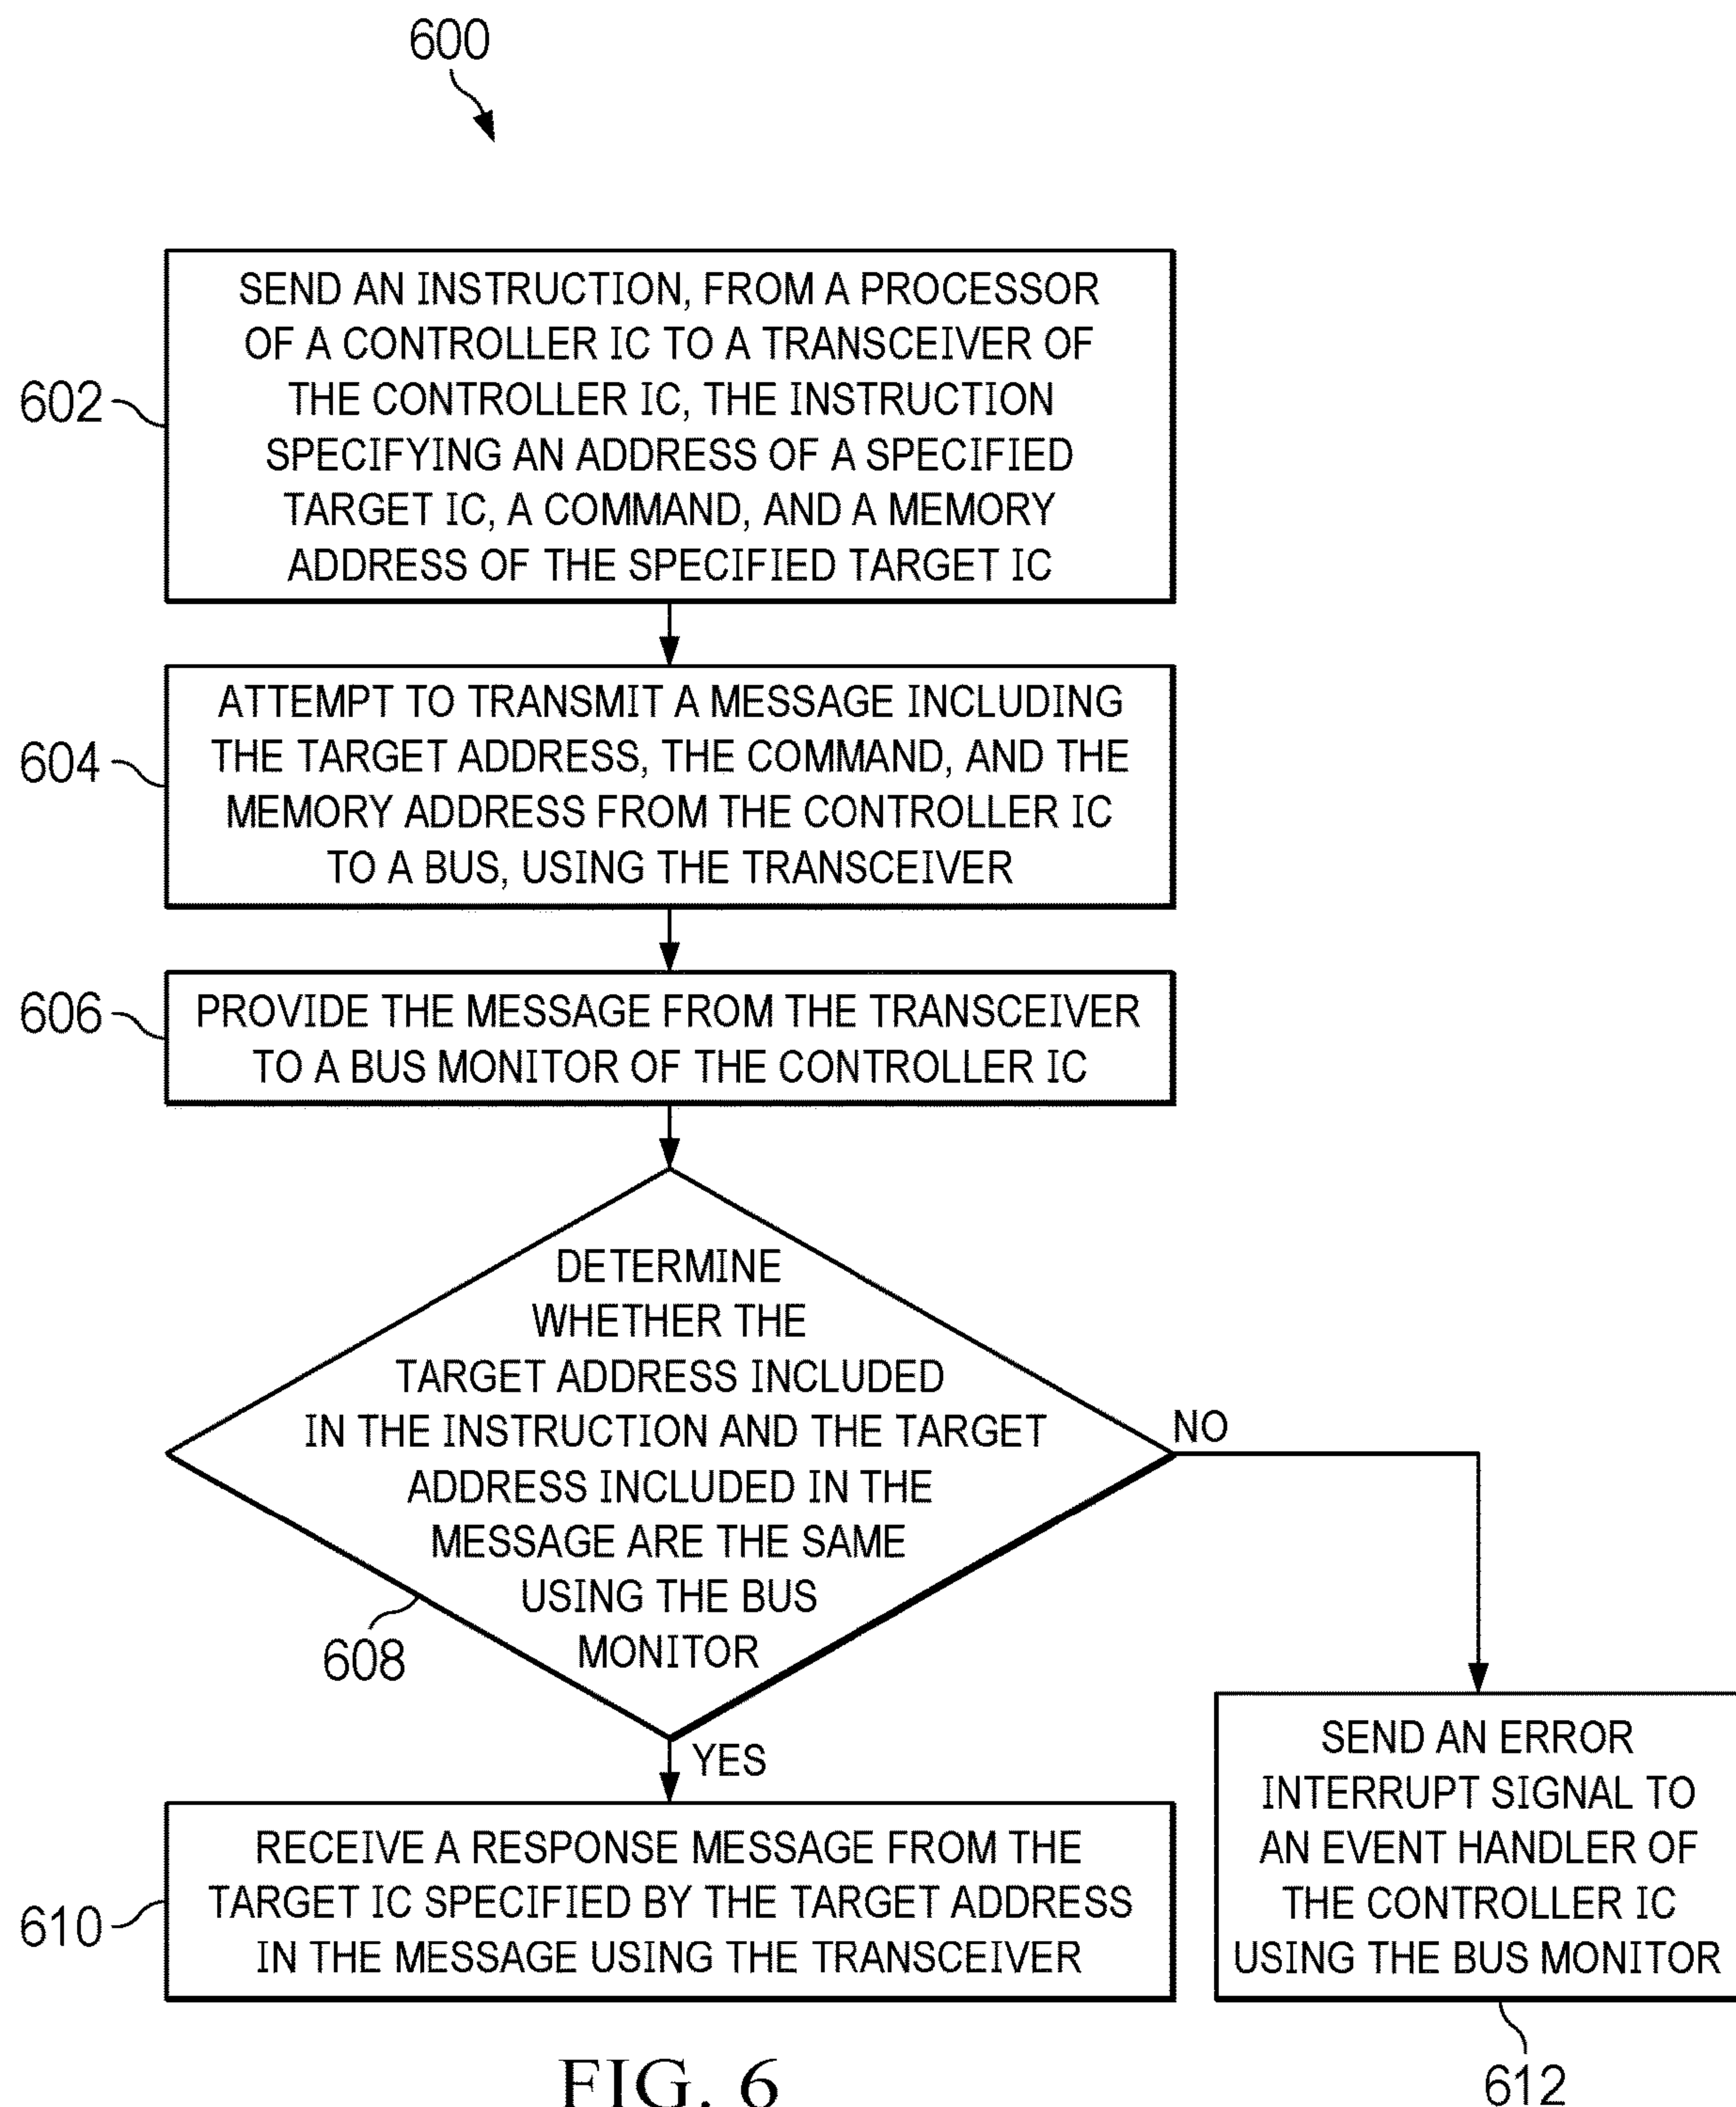 600
602
SEND AN INSTRUCTION, FROM A PROCESSOR
OF A CONTROLLER IC TO A TRANSCEIVER OF
THE CONTROLLER IC, THE INSTRUCTION
SPECIFYING AN ADDRESS OF A SPECIFIED
TARGET IC, A COMMAND, AND A MEMORY
ADDRESS OF THE SPECIFIED TARGET IC
604
ATTEMPT TO TRANSMIT A MESSAGE INCLUDING
THE TARGET ADDRESS, THE COMMAND, AND THE
MEMORY ADDRESS FROM THE CONTROLLER IC
TO A BUS, USING THE TRANSCEIVER
606
PROVIDE THE MESSAGE FROM THE TRANSCEIVER
TO A BUS MONITOR OF THE CONTROLLER IC
DETERMINE
WHETHER THE
TARGET ADDRESS INCLUDED
IN THE INSTRUCTION AND THE TARGET
ADDRESS INCLUDED IN THE
MESSAGE ARE THE SAME
USING THE BUS
MONITOR
608
NO
YES
610
RECEIVE A RESPONSE MESSAGE FROM THE
TARGET IC SPECIFIED BY THE TARGET ADDRESS
IN THE MESSAGE USING THE TRANSCEIVER
SEND AN ERROR
INTERRUPT SIGNAL TO
AN EVENT HANDLER OF
THE CONTROLLER IC
USING THE BUS MONITOR
612
FIG. 6